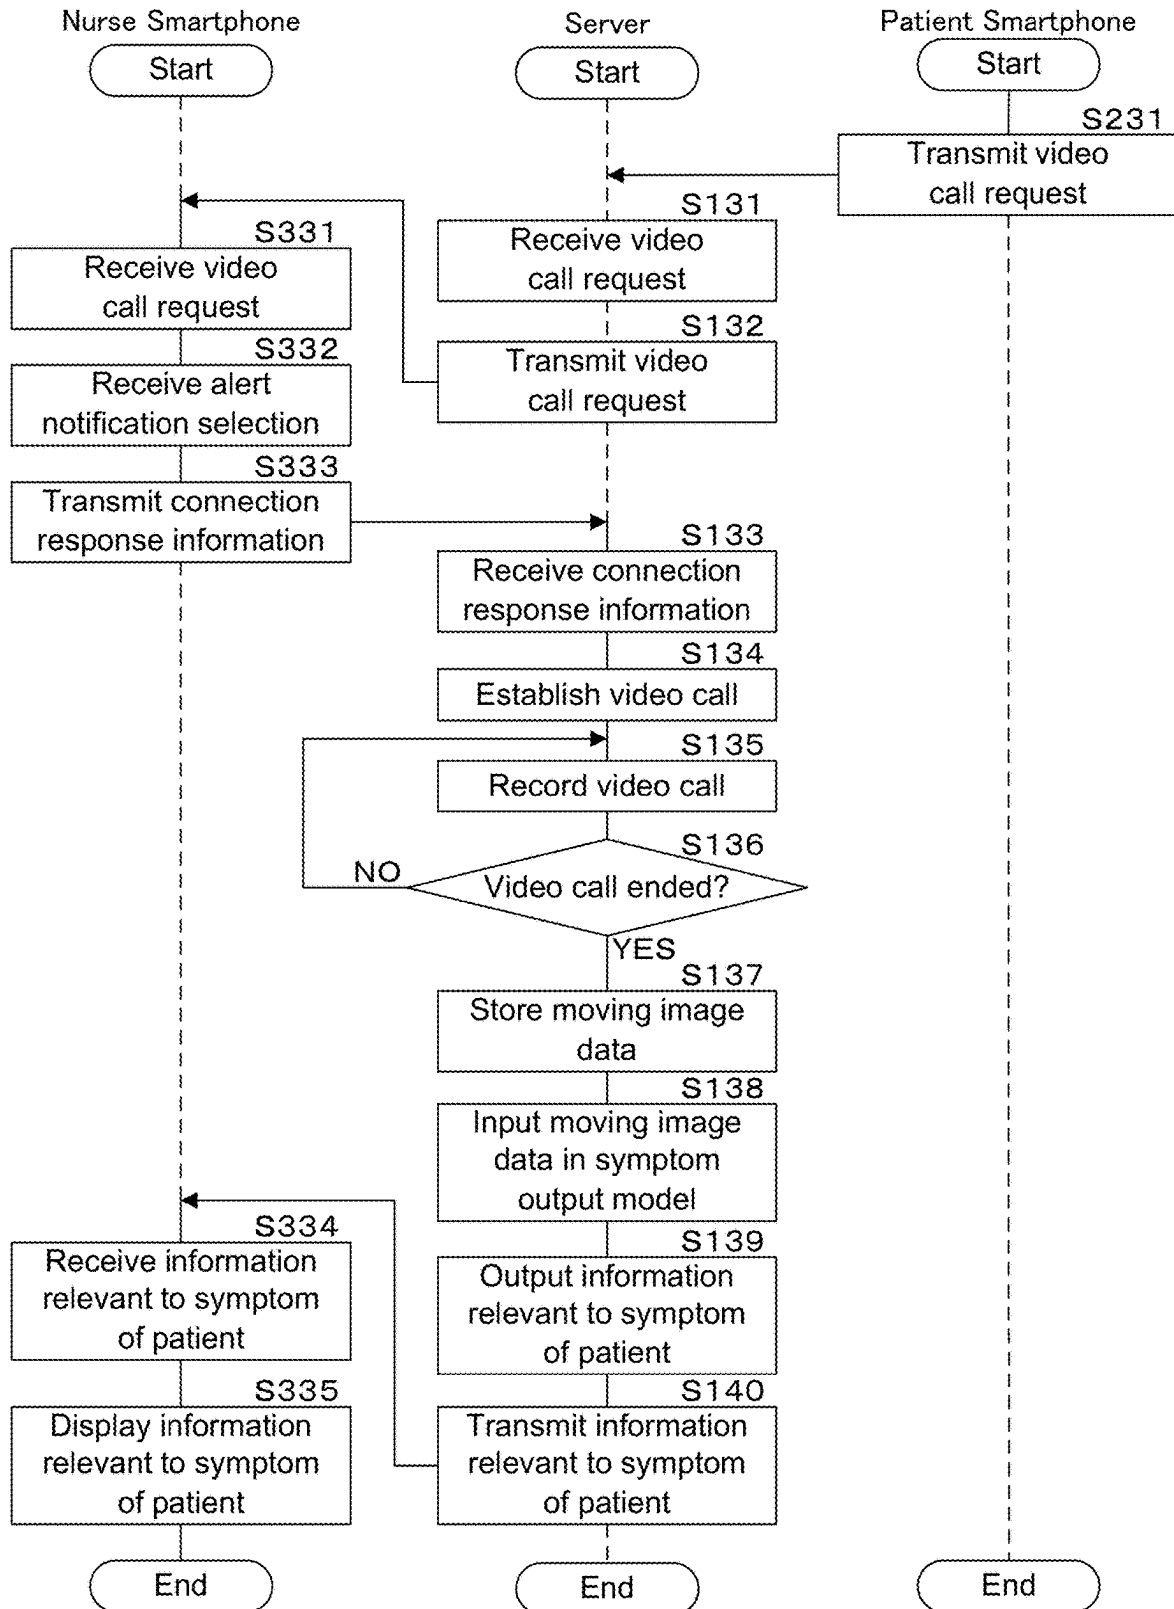 Nurse Smartphone
Server
Patient Smartphone
Start
Start
Start
S231
Transmit video
call request
S131
Receive video
call request
S331
Receive video
call request
S132
Transmit video
call request
S332
Receive alert
notification selection
S333
Transmit connection
response information
S133
Receive connection
response information
S134
Establish video call
S135
Record video call
S136
Video call ended?
NO
YES
S137
Store moving image
data
S138
Input moving image
data in symptom
output model
S139
Output information
relevant to symptom
of patient
S140
Transmit information
relevant to symptom
of patient
S334
Receive information
relevant to symptom
of patient
S335
Display information
relevant to symptom
of patient
End
End
End